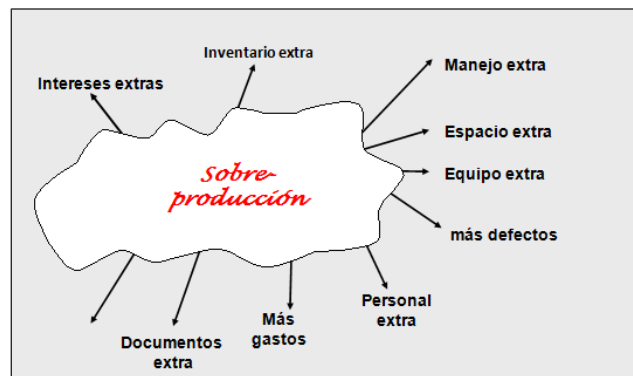 Inventario extra
Manejo extra
Intereses extras
Espacio extra
Sobre-
producción
Equipo extra
más defectos
Personal
extra
Más
gastos
Documentos
extra